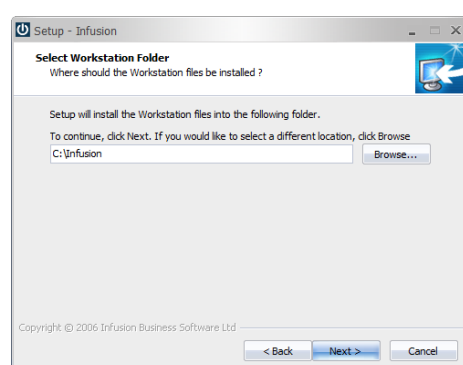 Setup - Infusion
Select Workstation Folder
Where should the Workstation files be installed ?
Setup will install the Workstation files into the following folder.
To continue, click Next. If you would like to select a different location, click Browse
C:\Infusion
Browse...
Copyright © 2006 Infusion Business Software Ltd
< Back
Next >
Cancel